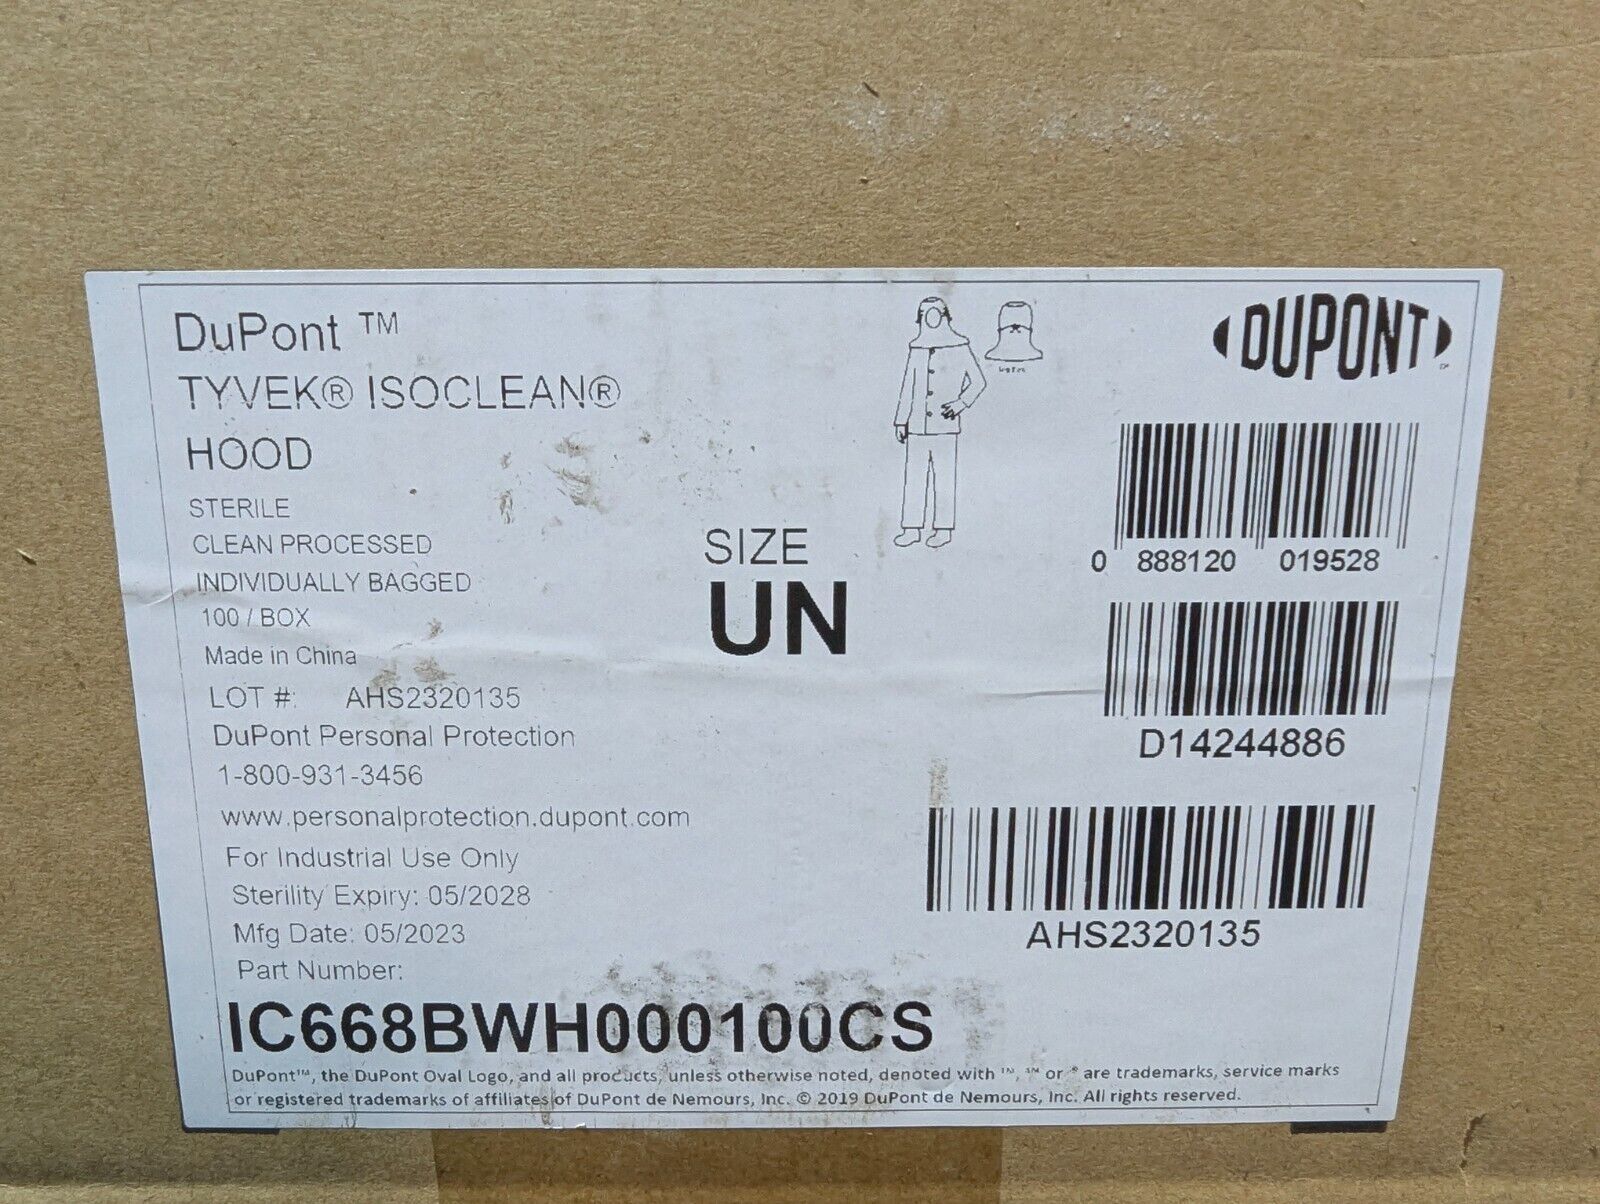 DuPont ™
TYVEK® ISOCLEAN®
HOOD
STERILE
CLEAN PROCESSED
INDIVIDUALLY BAGGED
100 / BOX
Made in China
LOT #: AHS2320135
DuPont Personal Protection
1-800-931-3456
www.personalprotection.dupont.com
For Industrial Use Only
Sterility Expiry: 05/2028
Mfg Date: 05/2023
Part Number:
IC668BWH000100CS
SIZE
UN
DUPONT
0 888120 019528
D14244886
AHS2320135
DuPont™, the DuPont Oval Logo, and all products, unless otherwise noted, denoted with ™, ℠ or ® are trademarks, service marks
or registered trademarks of affiliates of DuPont de Nemours, Inc. © 2019 DuPont de Nemours, Inc. All rights reserved.